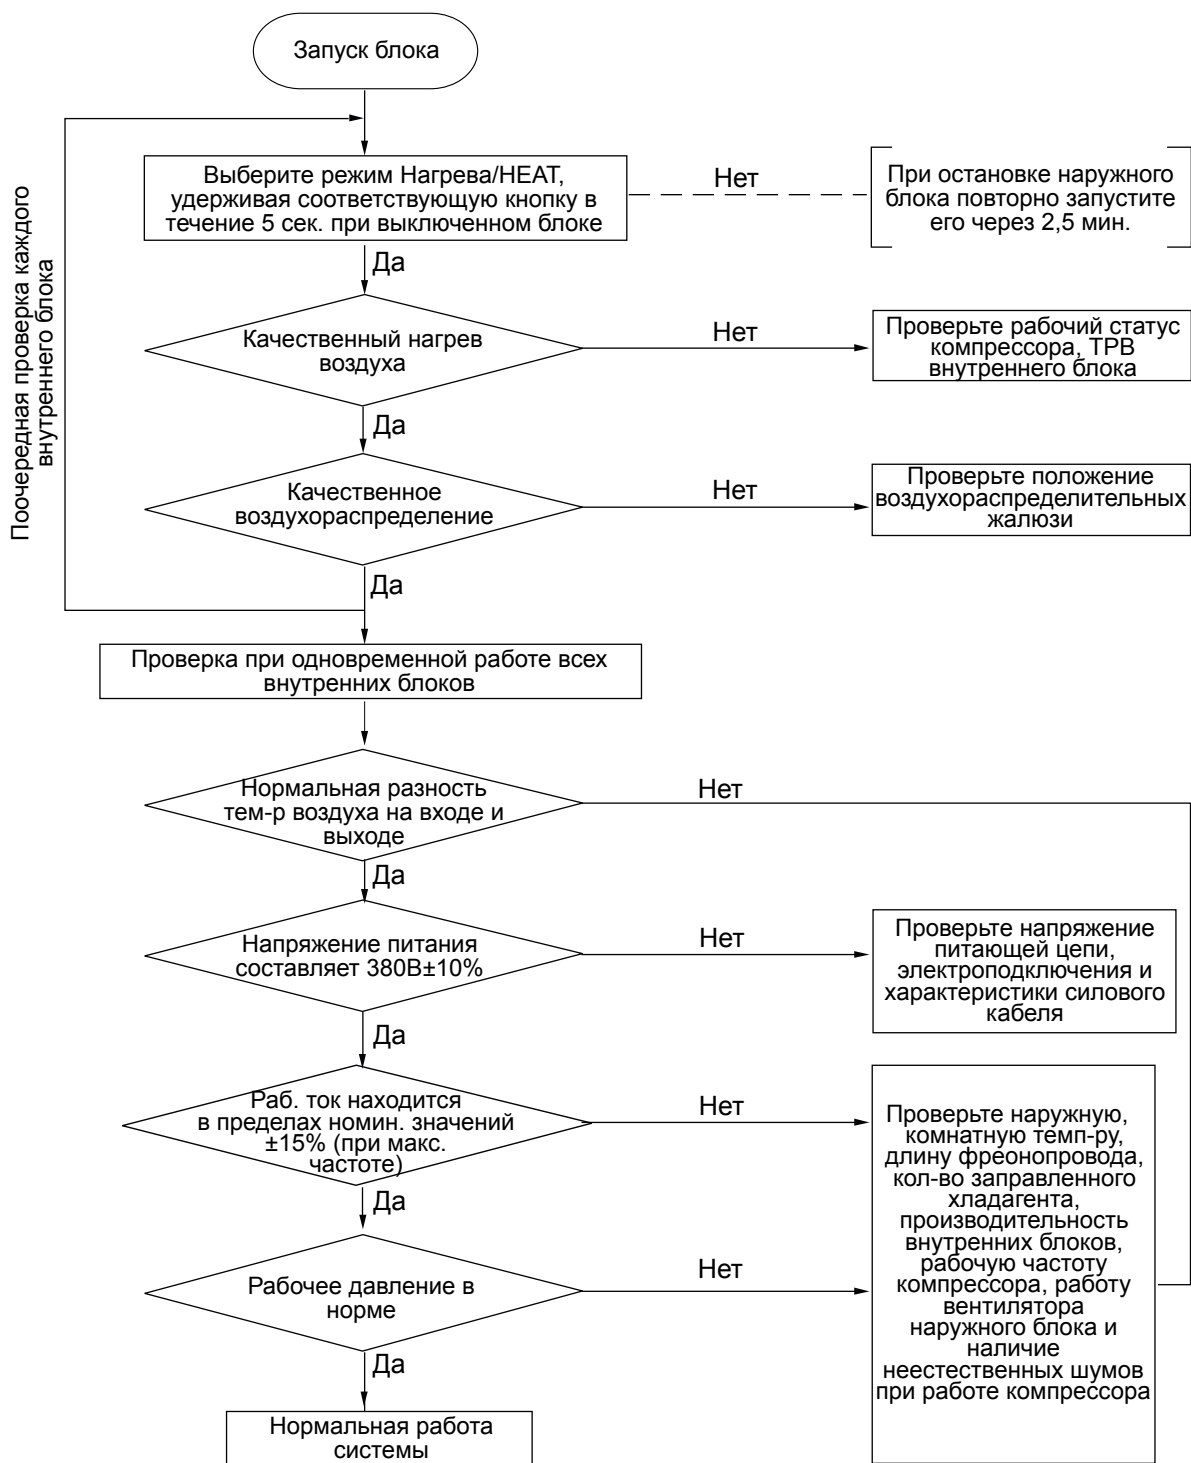 Запуск блока
Поочередная проверка каждого
внутреннего блока
Выберите режим Нагрева/HEAT,
удерживая соответствующую кнопку в
течение 5 сек. при выключенном блоке
Нет
При остановке наружного
блока повторно запустите
его через 2,5 мин.
Да
Качественный нагрев
воздуха
Нет
Проверьте рабочий статус
компрессора, ТРВ
внутреннего блока
Да
Качественное
воздухораспределение
Нет
Проверьте положение
воздухораспределительных
жалюзи
Да
Проверка при одновременной работе всех
внутренних блоков
Нормальная разность
тем-р воздуха на входе и
выходе
Нет
Да
Напряжение питания
составляет 380В±10%
Нет
Проверьте напряжение
питающей цепи,
электроподключения и
характеристики силового
кабеля
Да
Раб. ток находится
в пределах номин. значений
±15% (при макс.
частоте)
Нет
Проверьте наружную,
комнатную темп-ру,
длину фреонопровода,
кол-во заправленного
хладагента,
производительность
внутренних блоков,
рабочую частоту
компрессора, работу
вентилятора
наружного блока и
наличие
неестественных шумов
при работе компрессора
Да
Рабочее давление в
норме
Нет
Да
Нормальная работа
системы